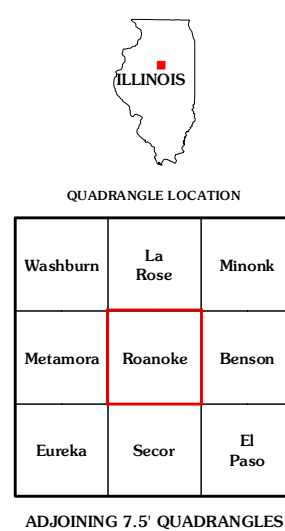 ILLINOIS
QUADRANGLE LOCATION
Washburn
La
Rose
Minonk
Metamora
Roanoke
Benson
Eureka
Secor
El
Paso
ADJOINING 7.5' QUADRANGLES